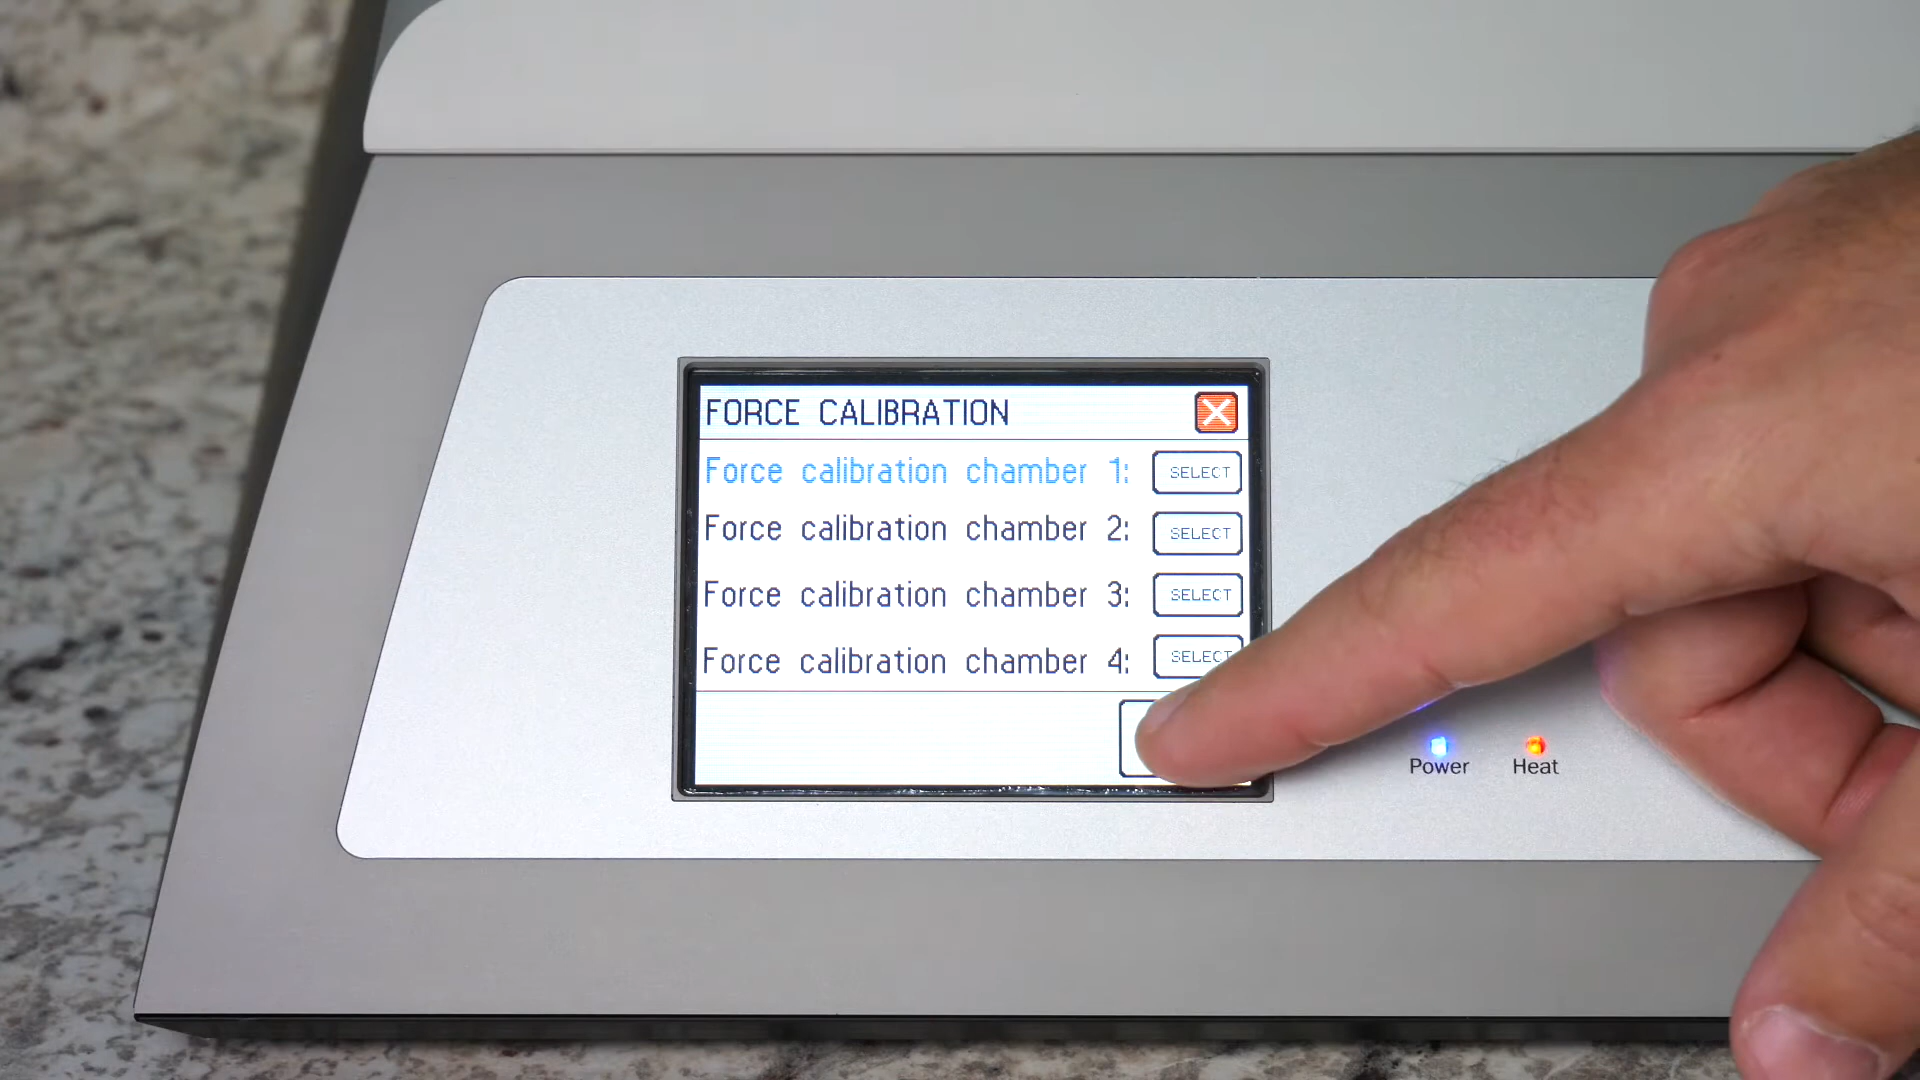 FORCE CALIBRATION
Force calibration chamber 1: SELECT
Force calibration chamber 2: SELECT
Force calibration chamber 3: SELECT
Force calibration chamber 4: SELECT
Power Heat